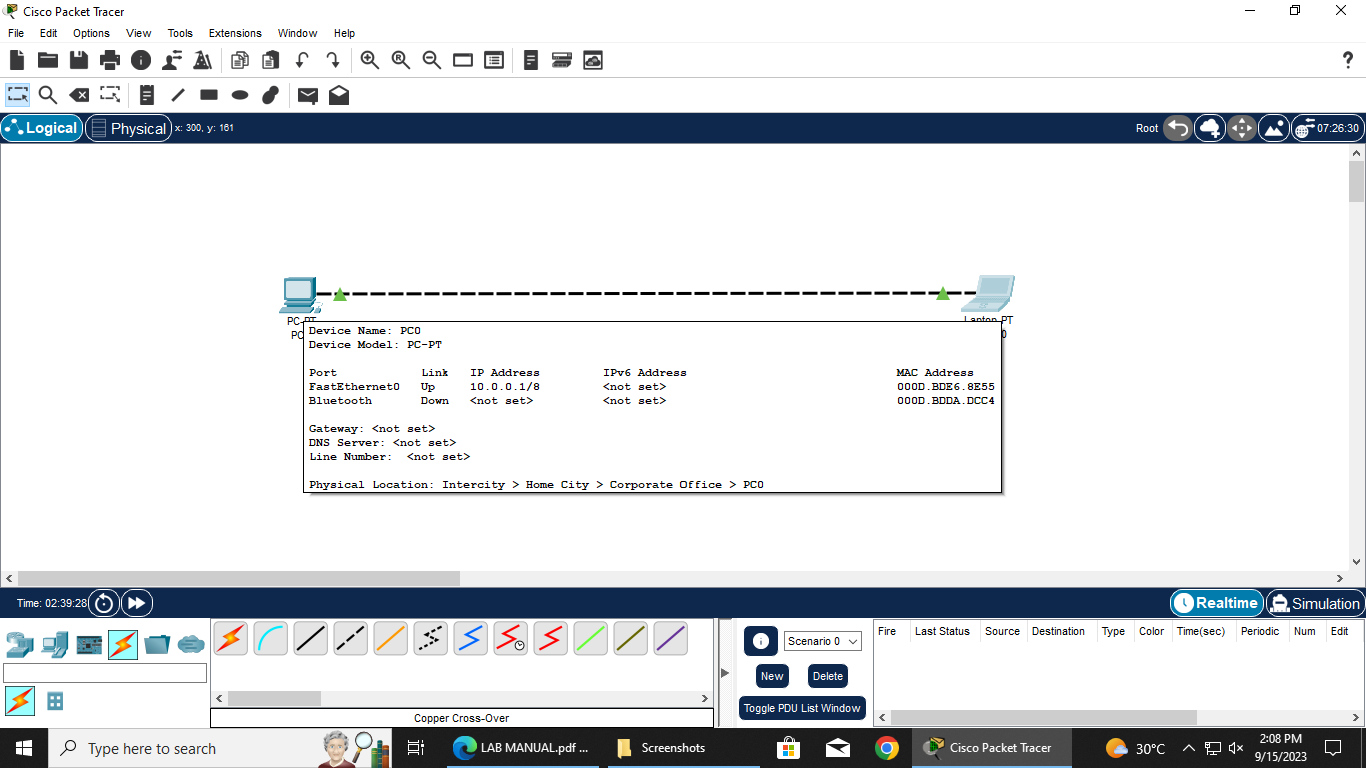 Cisco Packet Tracer
File Edit Options View Tools Extensions Window Help
Logical Physical x: 300, y: 161 Root 07:26:30
PC-PT
PC
Laptop-PT
0
Device Name: PC0
Device Model: PC-PT
Port Link IP Address IPv6 Address MAC Address
FastEthernet0 Up 10.0.0.1/8 <not set> 000D.BDE6.8E55
Bluetooth Down <not set> <not set> 000D.BDDA.DCC4
Gateway: <not set>
DNS Server: <not set>
Line Number: <not set>
Physical Location: Intercity > Home City > Corporate Office > PC0
Time: 02:39:28 Realtime Simulation
Scenario 0
New Delete
Toggle PDU List Window
Fire Last Status Source Destination Type Color Time(sec) Periodic Num Edit
Copper Cross-Over
Type here to search LAB MANUAL.pdf ... Screenshots Cisco Packet Tracer 30°C 2:08 PM
9/15/2023